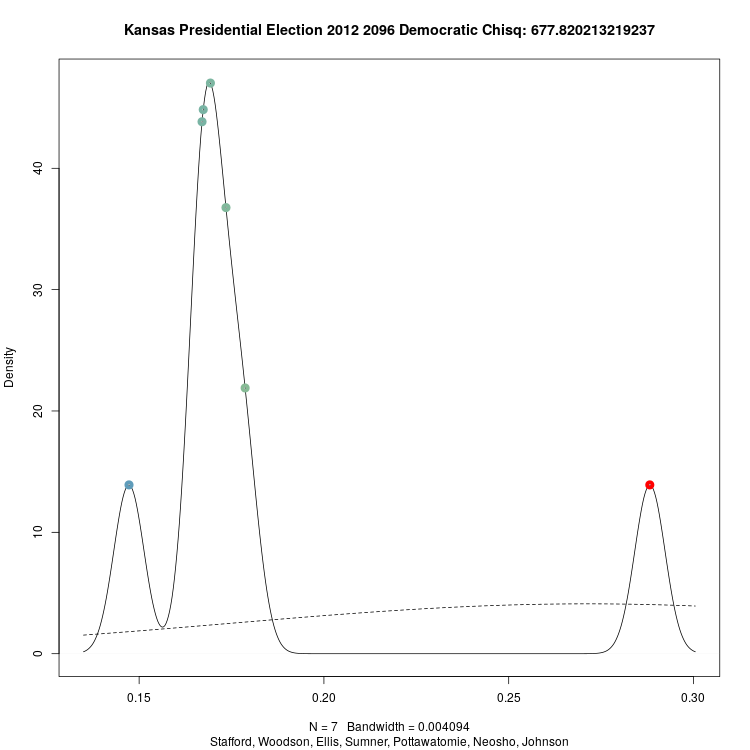 Kansas Presidential Election 2012 2096 Democratic Chisq: 677.820213219237
Density
40
30
20
10
0
0.15 0.20 0.25 0.30
N = 7 Bandwidth = 0.004094
Stafford, Woodson, Ellis, Sumner, Pottawatomie, Neosho, Johnson